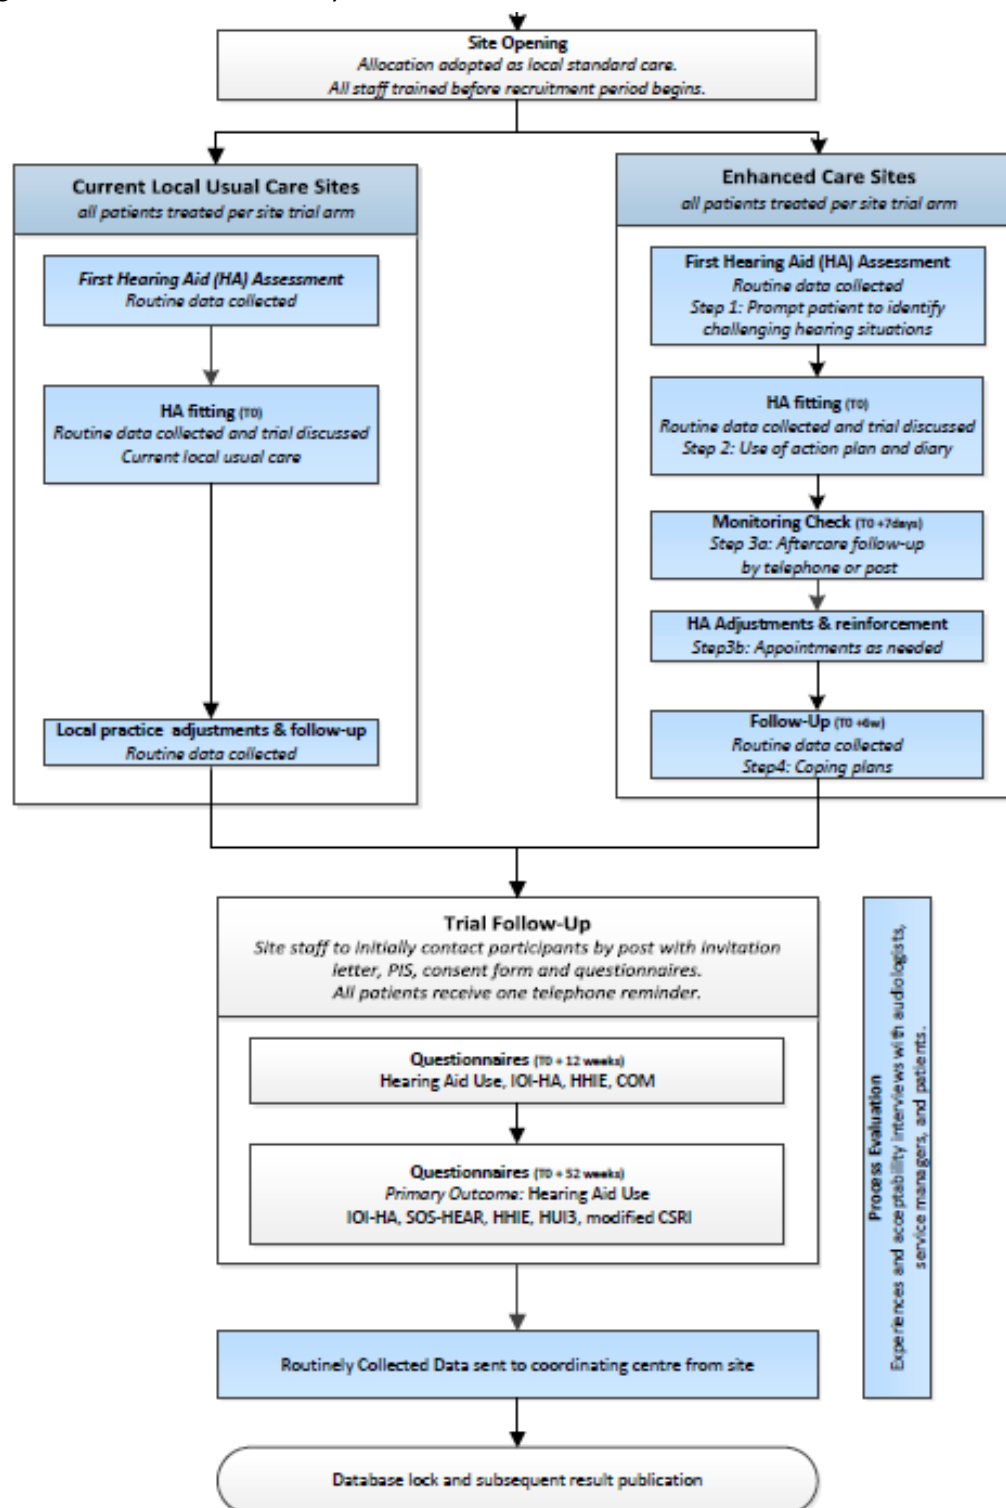 Site Opening
Allocation adopted as local standard care.
All staff trained before recruitment period begins.
Current Local Usual Care Sites
all patients treated per site trial arm
First Hearing Aid (HA) Assessment
Routine data collected
HA fitting (T0)
Routine data collected and trial discussed
Current local usual care
Local practice adjustments & follow-up
Routine data collected
Enhanced Care Sites
all patients treated per site trial arm
First Hearing Aid (HA) Assessment
Routine data collected
Step 1: Prompt patient to identify
challenging hearing situations
HA fitting (T0)
Routine data collected and trial discussed
Step 2: Use of action plan and diary
Monitoring Check (T0 +7days)
Step 3a: Aftercare follow-up
by telephone or post
HA Adjustments & reinforcement
Step3b: Appointments as needed
Follow-Up (T0 +6w)
Routine data collected
Step4: Coping plans
Trial Follow-Up
Site staff to initially contact participants by post with invitation
letter, PIS, consent form and questionnaires.
All patients receive one telephone reminder.
Questionnaires (T0 + 12 weeks)
Hearing Aid Use, IOI-HA, HHIE, COM
Questionnaires (T0 + 52 weeks)
Primary Outcome: Hearing Aid Use
IOI-HA, SOS-HEAR, HHIE, HUI3, modified CSRI
Process Evaluation
Experiences and acceptability interviews with audiologists,
service managers, and patients.
Routinely Collected Data sent to coordinating centre from site
Database lock and subsequent result publication